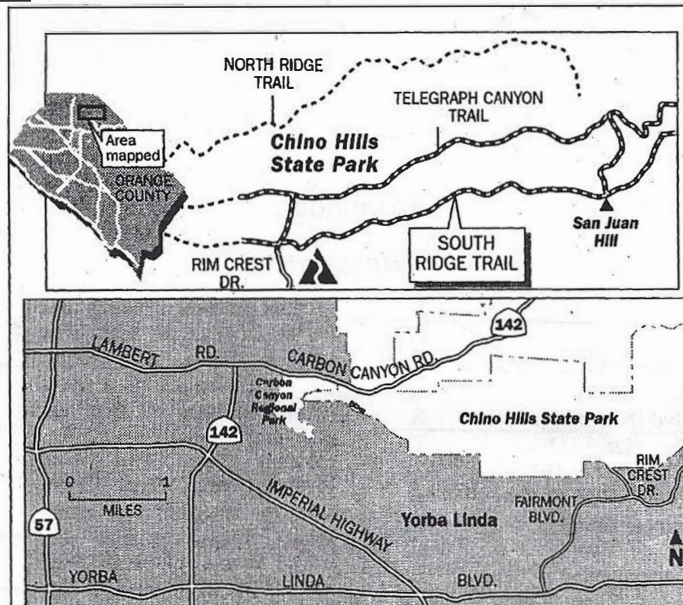 NORTH RIDGE
TRAIL
TELEGRAPH CANYON
TRAIL
Chino Hills
State Park
Area
mapped
ORANGE
COUNTY
San Juan
Hill
SOUTH
RIDGE TRAIL
RIM CREST
DR.
142
LAMBERT RD.
CARBON CANYON RD.
Carbon
Canyon
Regional
Park
142
Chino Hills State Park
RIM
CREST
DR.
0 1
MILES
IMPERIAL HIGHWAY
FAIRMONT
BLVD.
Yorba Linda
57
N
YORBA LINDA BLVD.